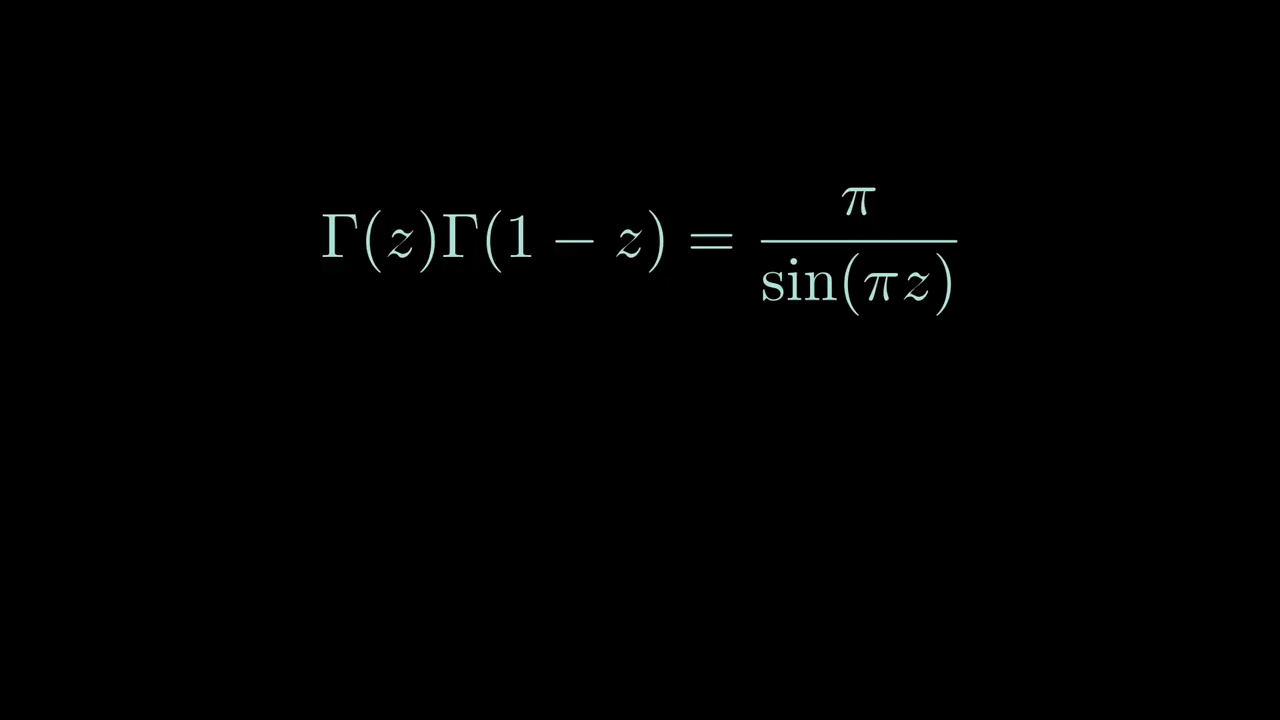 Γ(z)Γ(1 − z) = π / sin(πz)